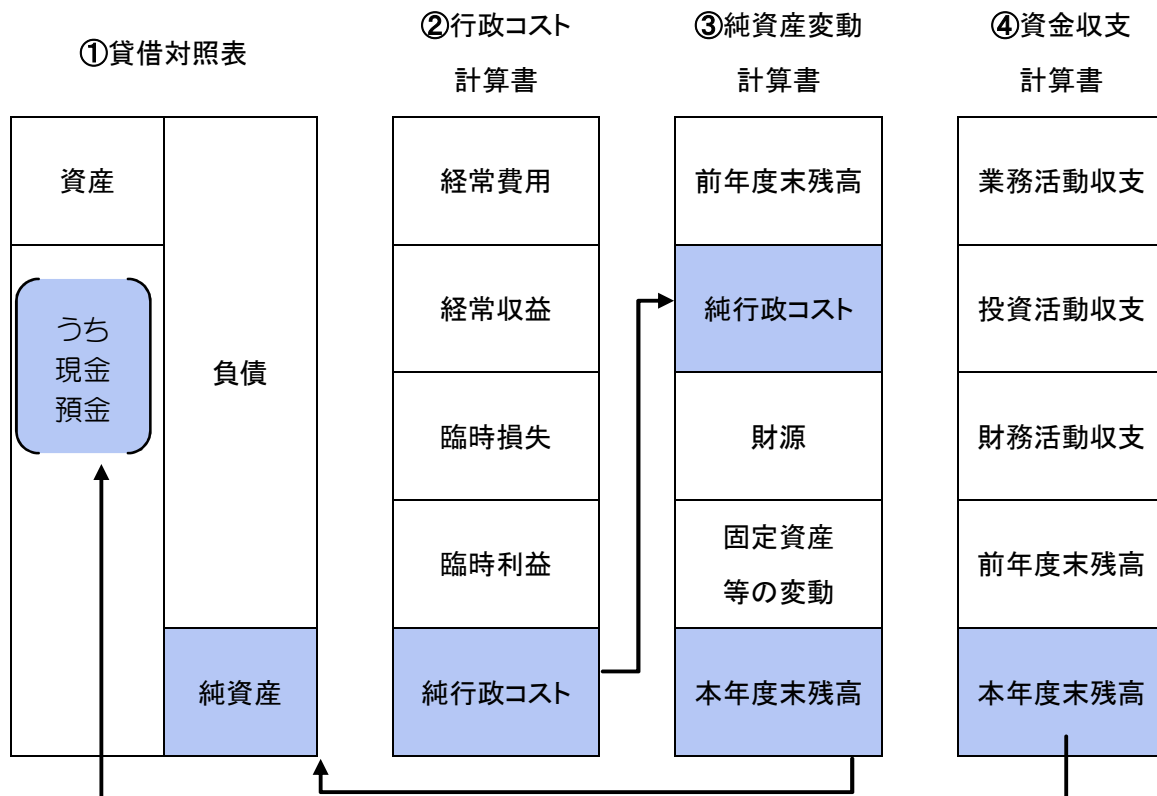 ①貸借対照表
資産
うち
現金
預金
負債
純資産
②行政コスト
計算書
経常費用
経常収益
臨時損失
臨時利益
純行政コスト
③純資産変動
計算書
前年度末残高
純行政コスト
財源
固定資産
等の変動
本年度末残高
④資金収支
計算書
業務活動収支
投資活動収支
財務活動収支
前年度末残高
本年度末残高